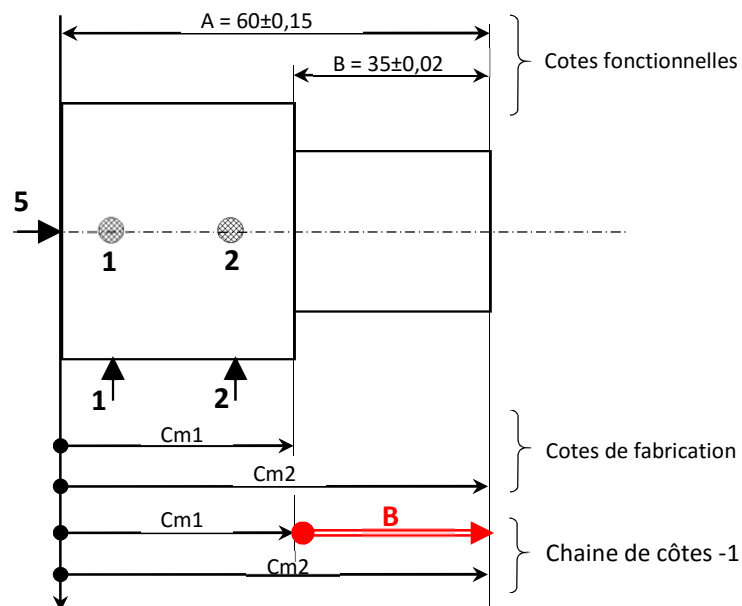 A = 60±0,15
Cotes fonctionnelles
B = 35±0,02
5
1
2
1
2
Cm1
Cotes de fabrication
Cm2
Cm1
B
Chaine de côtes -1
Cm2